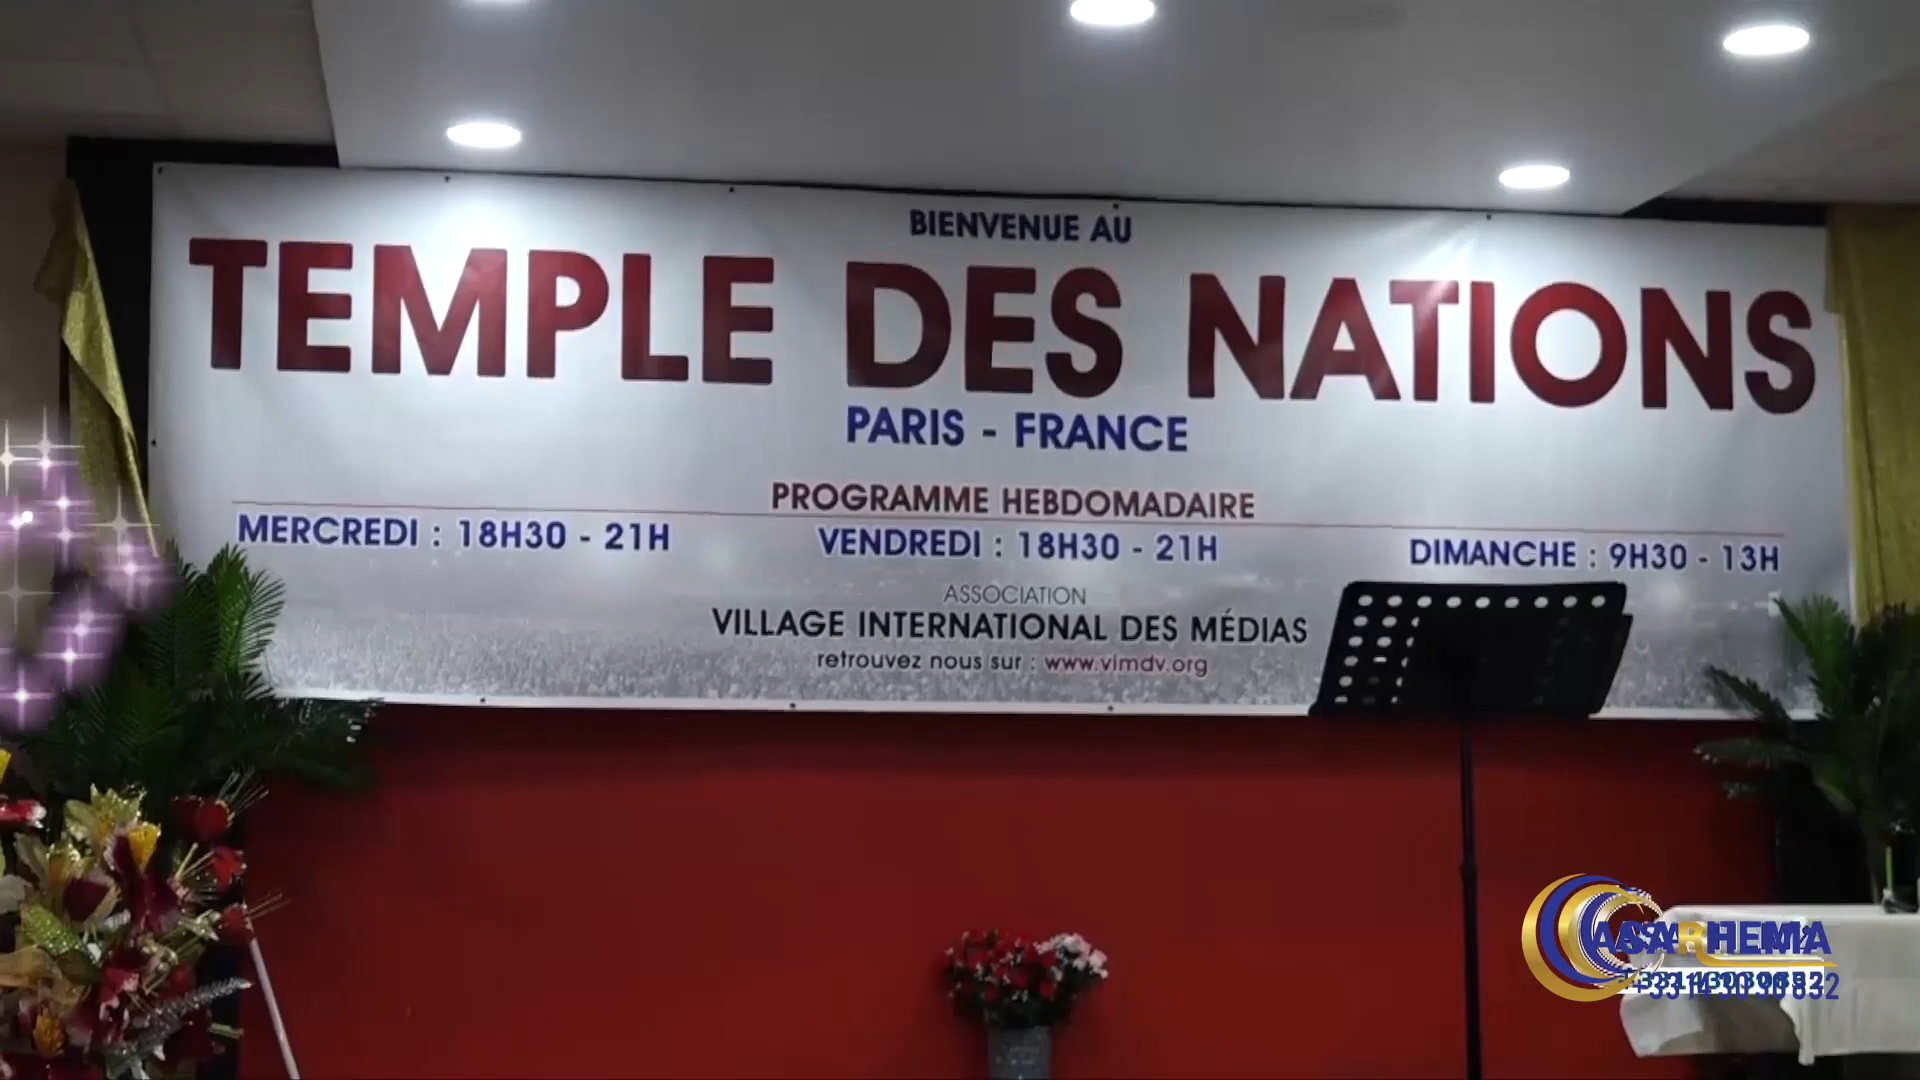 BIENVENUE AU
TEMPLE DES NATIONS
PARIS - FRANCE
PROGRAMME HEBDOMADAIRE
MERCREDI : 18H30 - 21H VENDREDI : 18H30 - 21H DIMANCHE : 9H30 - 13H
ASSOCIATION
VILLAGE INTERNATIONAL DES MÉDIAS
retrouvez nous sur : www.vimdv.org
CASARHEMA